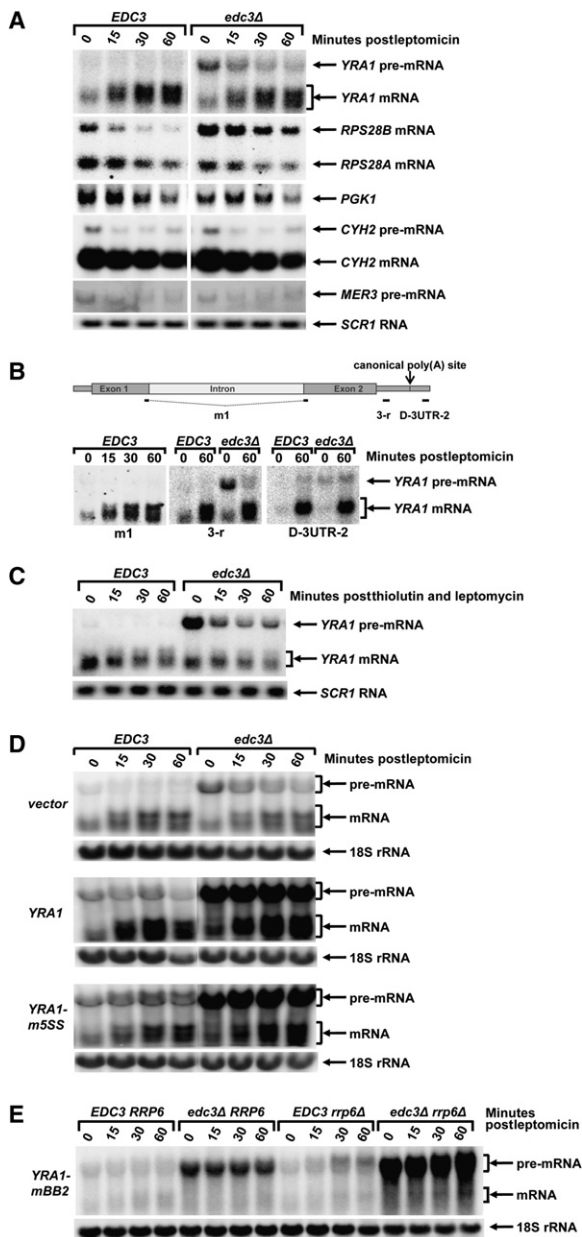 A
EDC3 edc3Δ
0 15 30 60 0 15 30 60 Minutes postleptomicin
YRA1 pre-mRNA
YRA1 mRNA
RPS28B mRNA
RPS28A mRNA
PGK1
CYH2 pre-mRNA
CYH2 mRNA
MER3 pre-mRNA
SCR1 RNA
B
canonical poly(A) site
Exon 1 Intron Exon 2
m1 3-r D-3UTR-2
EDC3 EDC3 edc3Δ EDC3 edc3Δ
0 15 30 60 0 60 0 60 0 60 0 60 Minutes postleptomicin
YRA1 pre-mRNA
YRA1 mRNA
m1 3-r D-3UTR-2
C
EDC3 edc3Δ
0 15 30 60 0 15 30 60 Minutes postthiolutin and leptomycin
YRA1 pre-mRNA
YRA1 mRNA
SCR1 RNA
D
EDC3 edc3Δ
0 15 30 60 0 15 30 60 Minutes postleptomicin
vector
pre-mRNA
mRNA
18S rRNA
YRA1
pre-mRNA
mRNA
18S rRNA
YRA1-
m5SS
pre-mRNA
mRNA
18S rRNA
E
EDC3 RRP6 edc3Δ RRP6 EDC3 rrp6Δ edc3Δ rrp6Δ Minutes
0 15 30 60 0 15 30 60 0 15 30 60 0 15 30 60 postleptomicin
YRA1-
mBB2
pre-mRNA
mRNA
18S rRNA